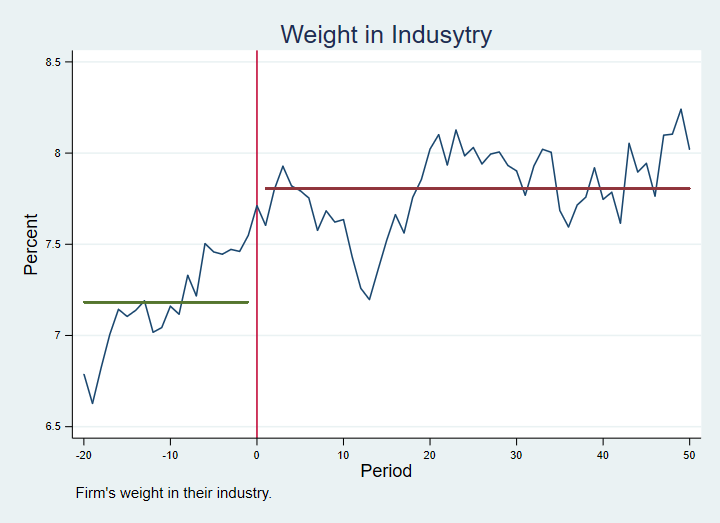 Weight in Indusytry
8.5
8
7.5
7
6.5
Percent
-20 -10 0 10 20 30 40 50
Period
Firm's weight in their industry.